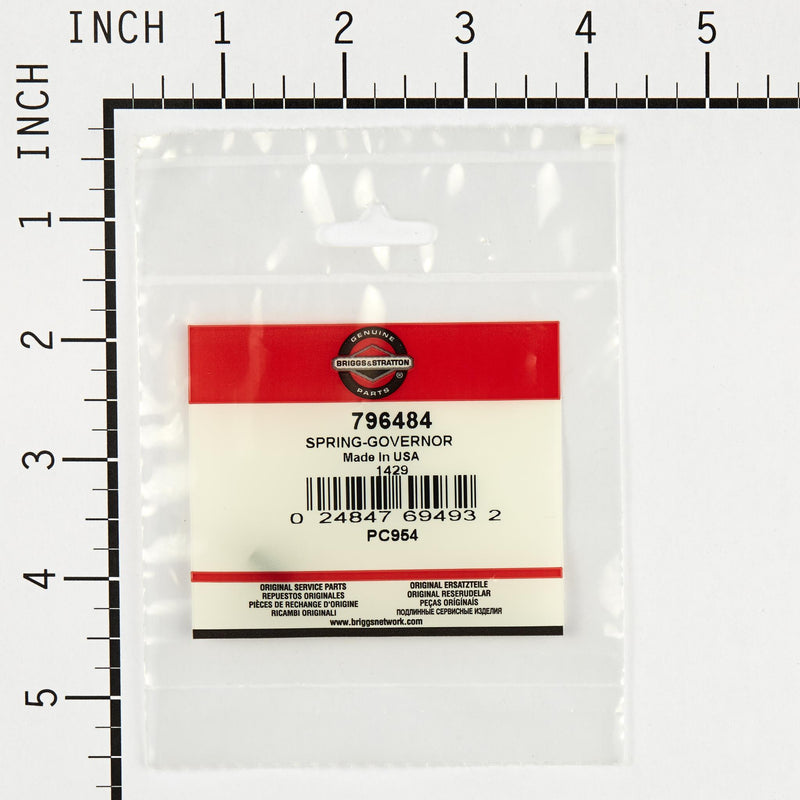 INCH 1 2 3 4 5
INCH
1
2
3
4
5
GENUINE
BRIGGS&STRATTON
®
PARTS
796484
SPRING-GOVERNOR
Made In USA
1429
0 24847 69493 2
PC954
ORIGINAL SERVICE PARTS
REPUESTOS ORIGINALES
PIÈCES DE RECHANGE D'ORIGINE
RICAMBI ORIGINALI
ORIGINAL ERSATZTEILE
ORIGINAL RESERUDELAR
PEÇAS ORIGÍNAIS
ПОДЛИННЫЕ СЕРВИСНЫЕ ИЗДЕЛИЯ
www.briggsnetwork.com